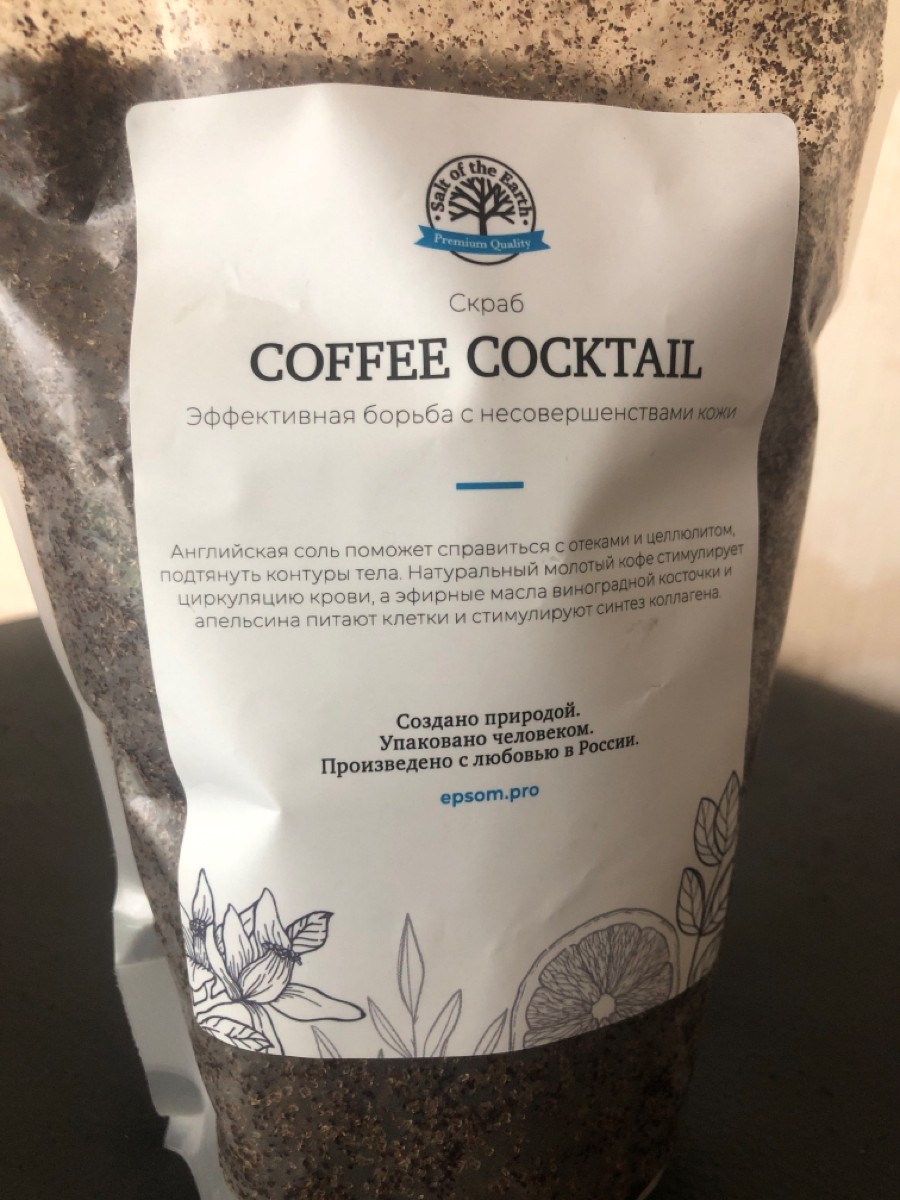 Salt of the Earth
Premium Quality
Скраб
COFFEE COCKTAIL
Эффективная борьба с несовершенствами кожи
Английская соль поможет справиться с отеками и целлюлитом,
подтянуть контуры тела. Натуральный молотый кофе стимулирует
циркуляцию крови, а эфирные масла виноградной косточки и
апельсина питают клетки и стимулируют синтез коллагена.
Создано природой.
Упаковано человеком.
Произведено с любовью в России.
epsom.pro